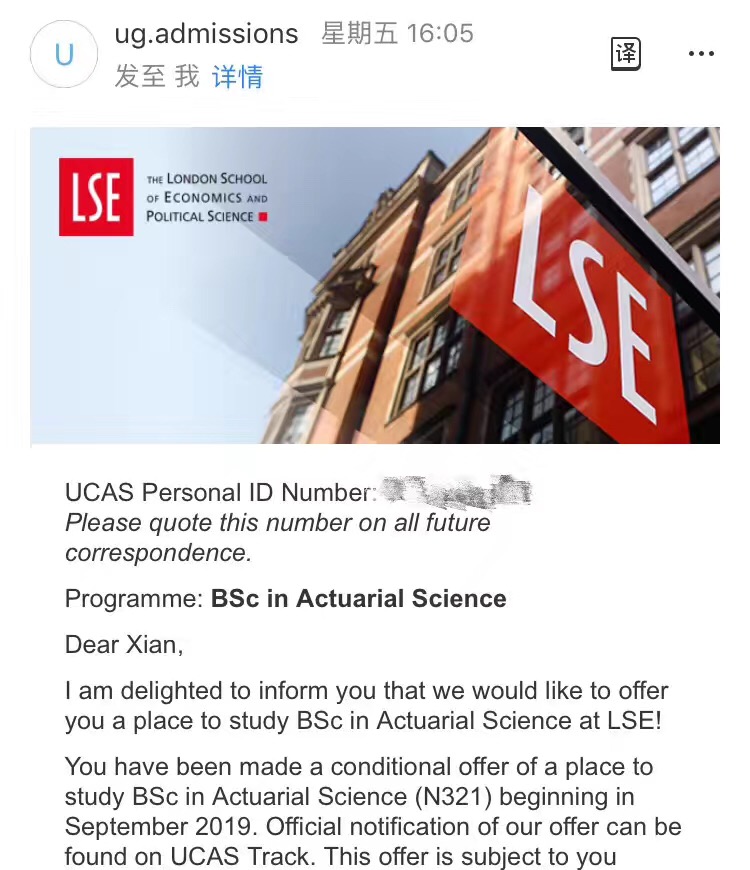 U
ug.admissions 星期五 16:05
译
发至 我 详情
LSE
THE LONDON SCHOOL
OF ECONOMICS AND
POLITICAL SCIENCE
LSE
UCAS Personal ID Number:
Please quote this number on all future
correspondence.
Programme: BSc in Actuarial Science
Dear Xian,
I am delighted to inform you that we would like to offer
you a place to study BSc in Actuarial Science at LSE!
You have been made a conditional offer of a place to
study BSc in Actuarial Science (N321) beginning in
September 2019. Official notification of our offer can be
found on UCAS Track. This offer is subject to you